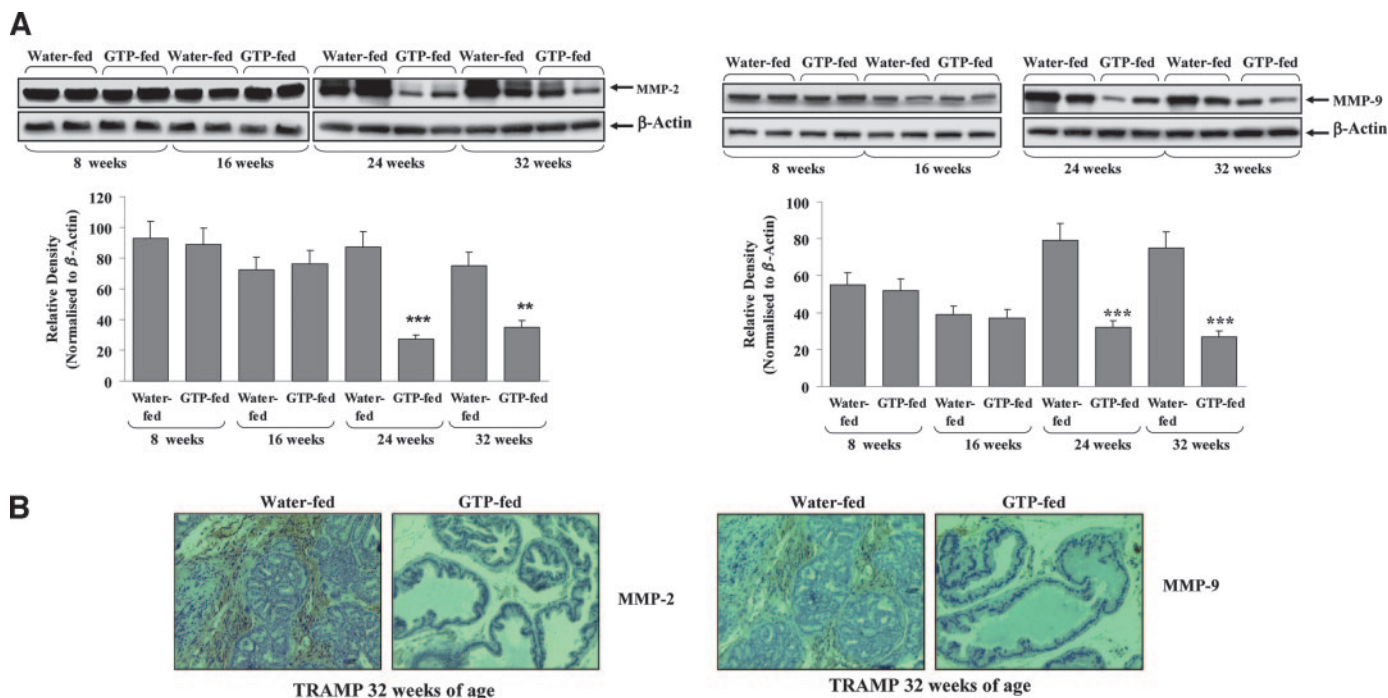 A
Water-fed GTP-fed Water-fed GTP-fed Water-fed GTP-fed Water-fed GTP-fed
MMP-2
β-Actin
8 weeks 16 weeks 24 weeks 32 weeks
Relative Density
(Normalised to β-Actin)
120
100
80
60
40
20
0
***
**
Water-fed GTP-fed Water-fed GTP-fed Water-fed GTP-fed Water-fed GTP-fed
8 weeks 16 weeks 24 weeks 32 weeks
Water-fed GTP-fed Water-fed GTP-fed Water-fed GTP-fed Water-fed GTP-fed
MMP-9
β-Actin
8 weeks 16 weeks 24 weeks 32 weeks
Relative Density
(Normalised to β-Actin)
100
80
60
40
20
0
***
***
Water-fed GTP-fed Water-fed GTP-fed Water-fed GTP-fed Water-fed GTP-fed
8 weeks 16 weeks 24 weeks 32 weeks
B
Water-fed GTP-fed
MMP-2
TRAMP 32 weeks of age
Water-fed GTP-fed
MMP-9
TRAMP 32 weeks of age